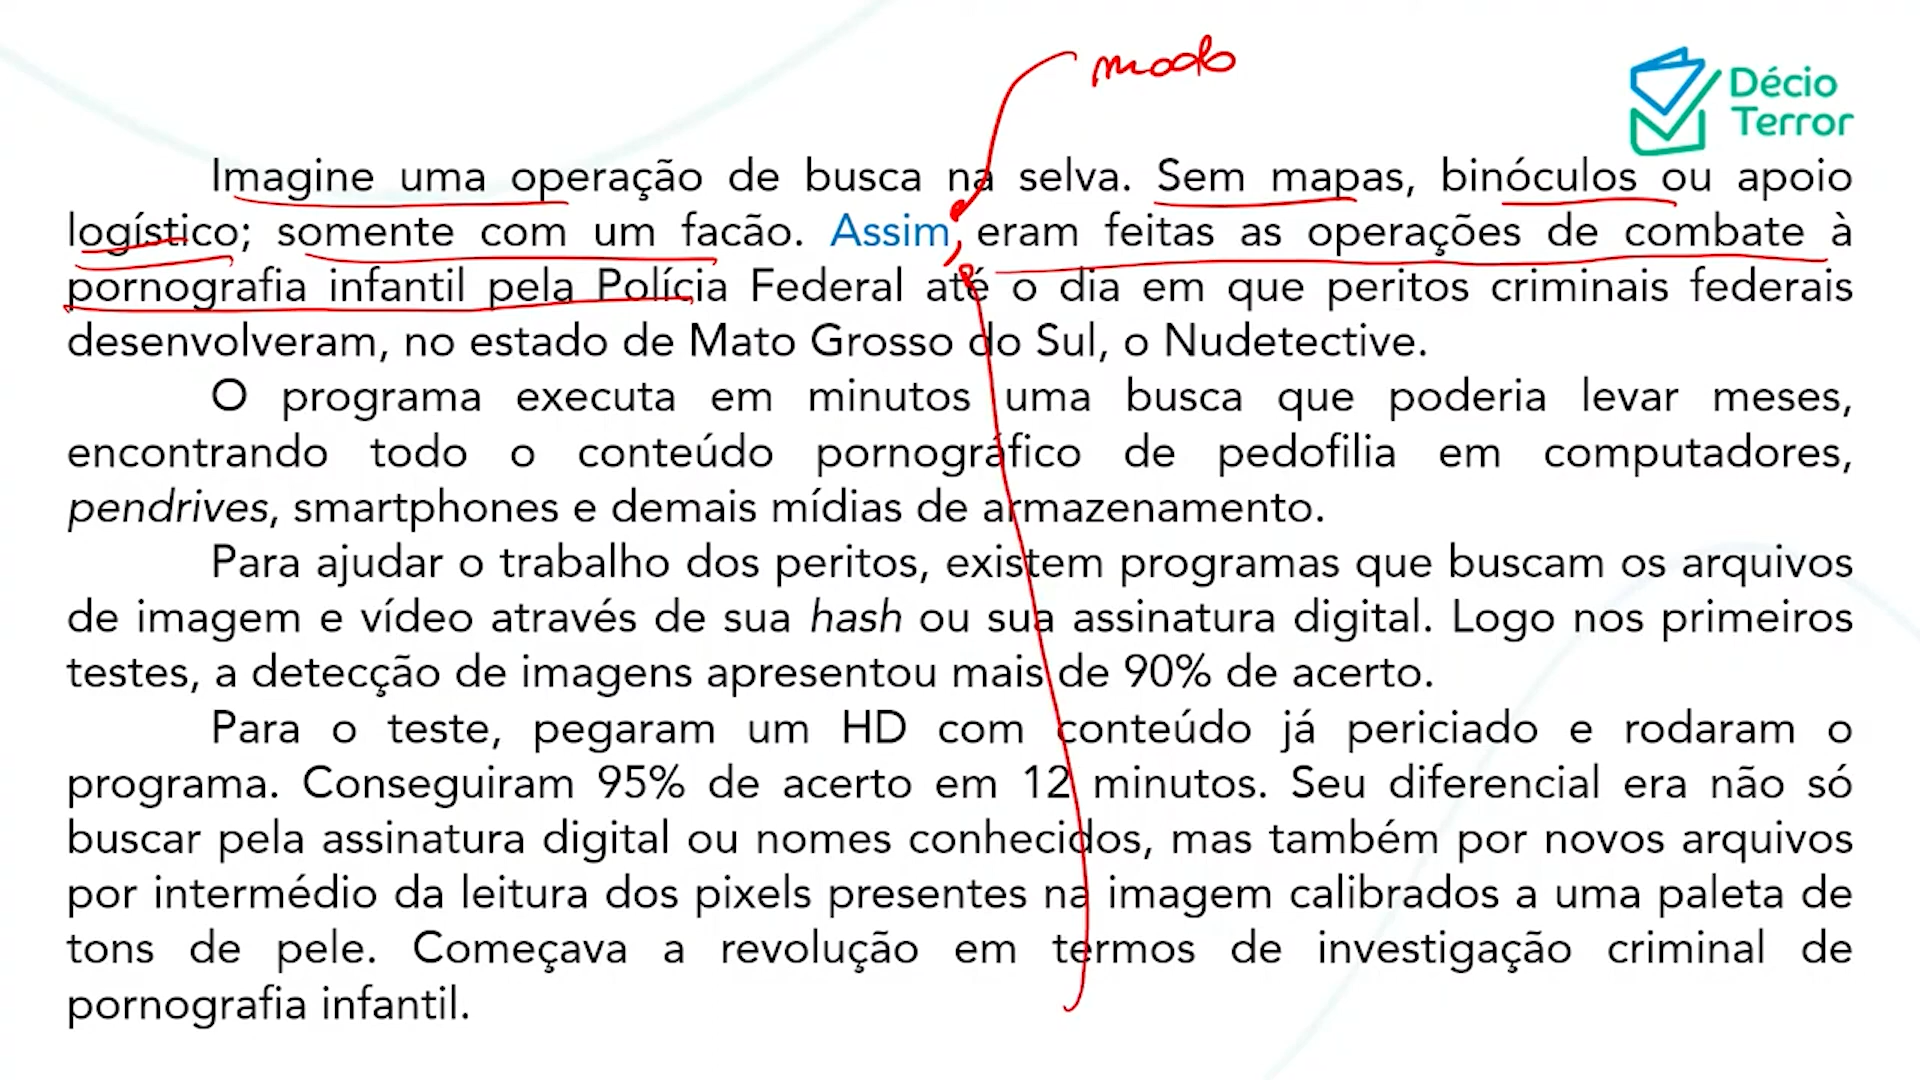 modo
Décio
Terror
Imagine uma operação de busca na selva. Sem mapas, binóculos ou apoio
logístico; somente com um facão. Assim, eram feitas as operações de combate à
pornografia infantil pela Polícia Federal até o dia em que peritos criminais federais
desenvolveram, no estado de Mato Grosso do Sul, o Nudetective.
O programa executa em minutos uma busca que poderia levar meses,
encontrando todo o conteúdo pornográfico de pedofilia em computadores,
pendrives, smartphones e demais mídias de armazenamento.
Para ajudar o trabalho dos peritos, existem programas que buscam os arquivos
de imagem e vídeo através de sua hash ou sua assinatura digital. Logo nos primeiros
testes, a detecção de imagens apresentou mais de 90% de acerto.
Para o teste, pegaram um HD com conteúdo já periciado e rodaram o
programa. Conseguiram 95% de acerto em 12 minutos. Seu diferencial era não só
buscar pela assinatura digital ou nomes conhecidos, mas também por novos arquivos
por intermédio da leitura dos pixels presentes na imagem calibrados a uma paleta de
tons de pele. Começava a revolução em termos de investigação criminal de
pornografia infantil.